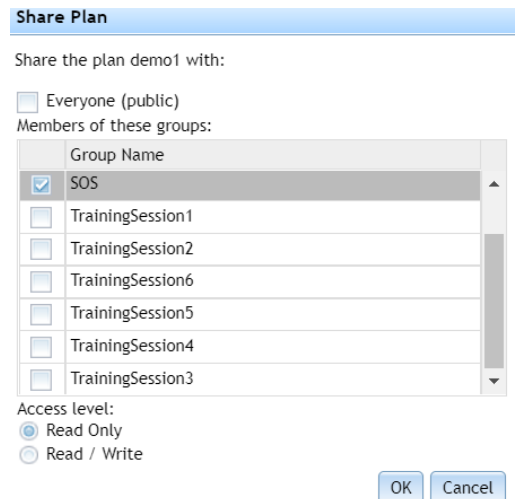 Share Plan
Share the plan demo1 with:
Everyone (public)
Members of these groups:
Group Name
SOS
TrainingSession1
TrainingSession2
TrainingSession6
TrainingSession5
TrainingSession4
TrainingSession3
Access level:
Read Only
Read / Write
OK Cancel